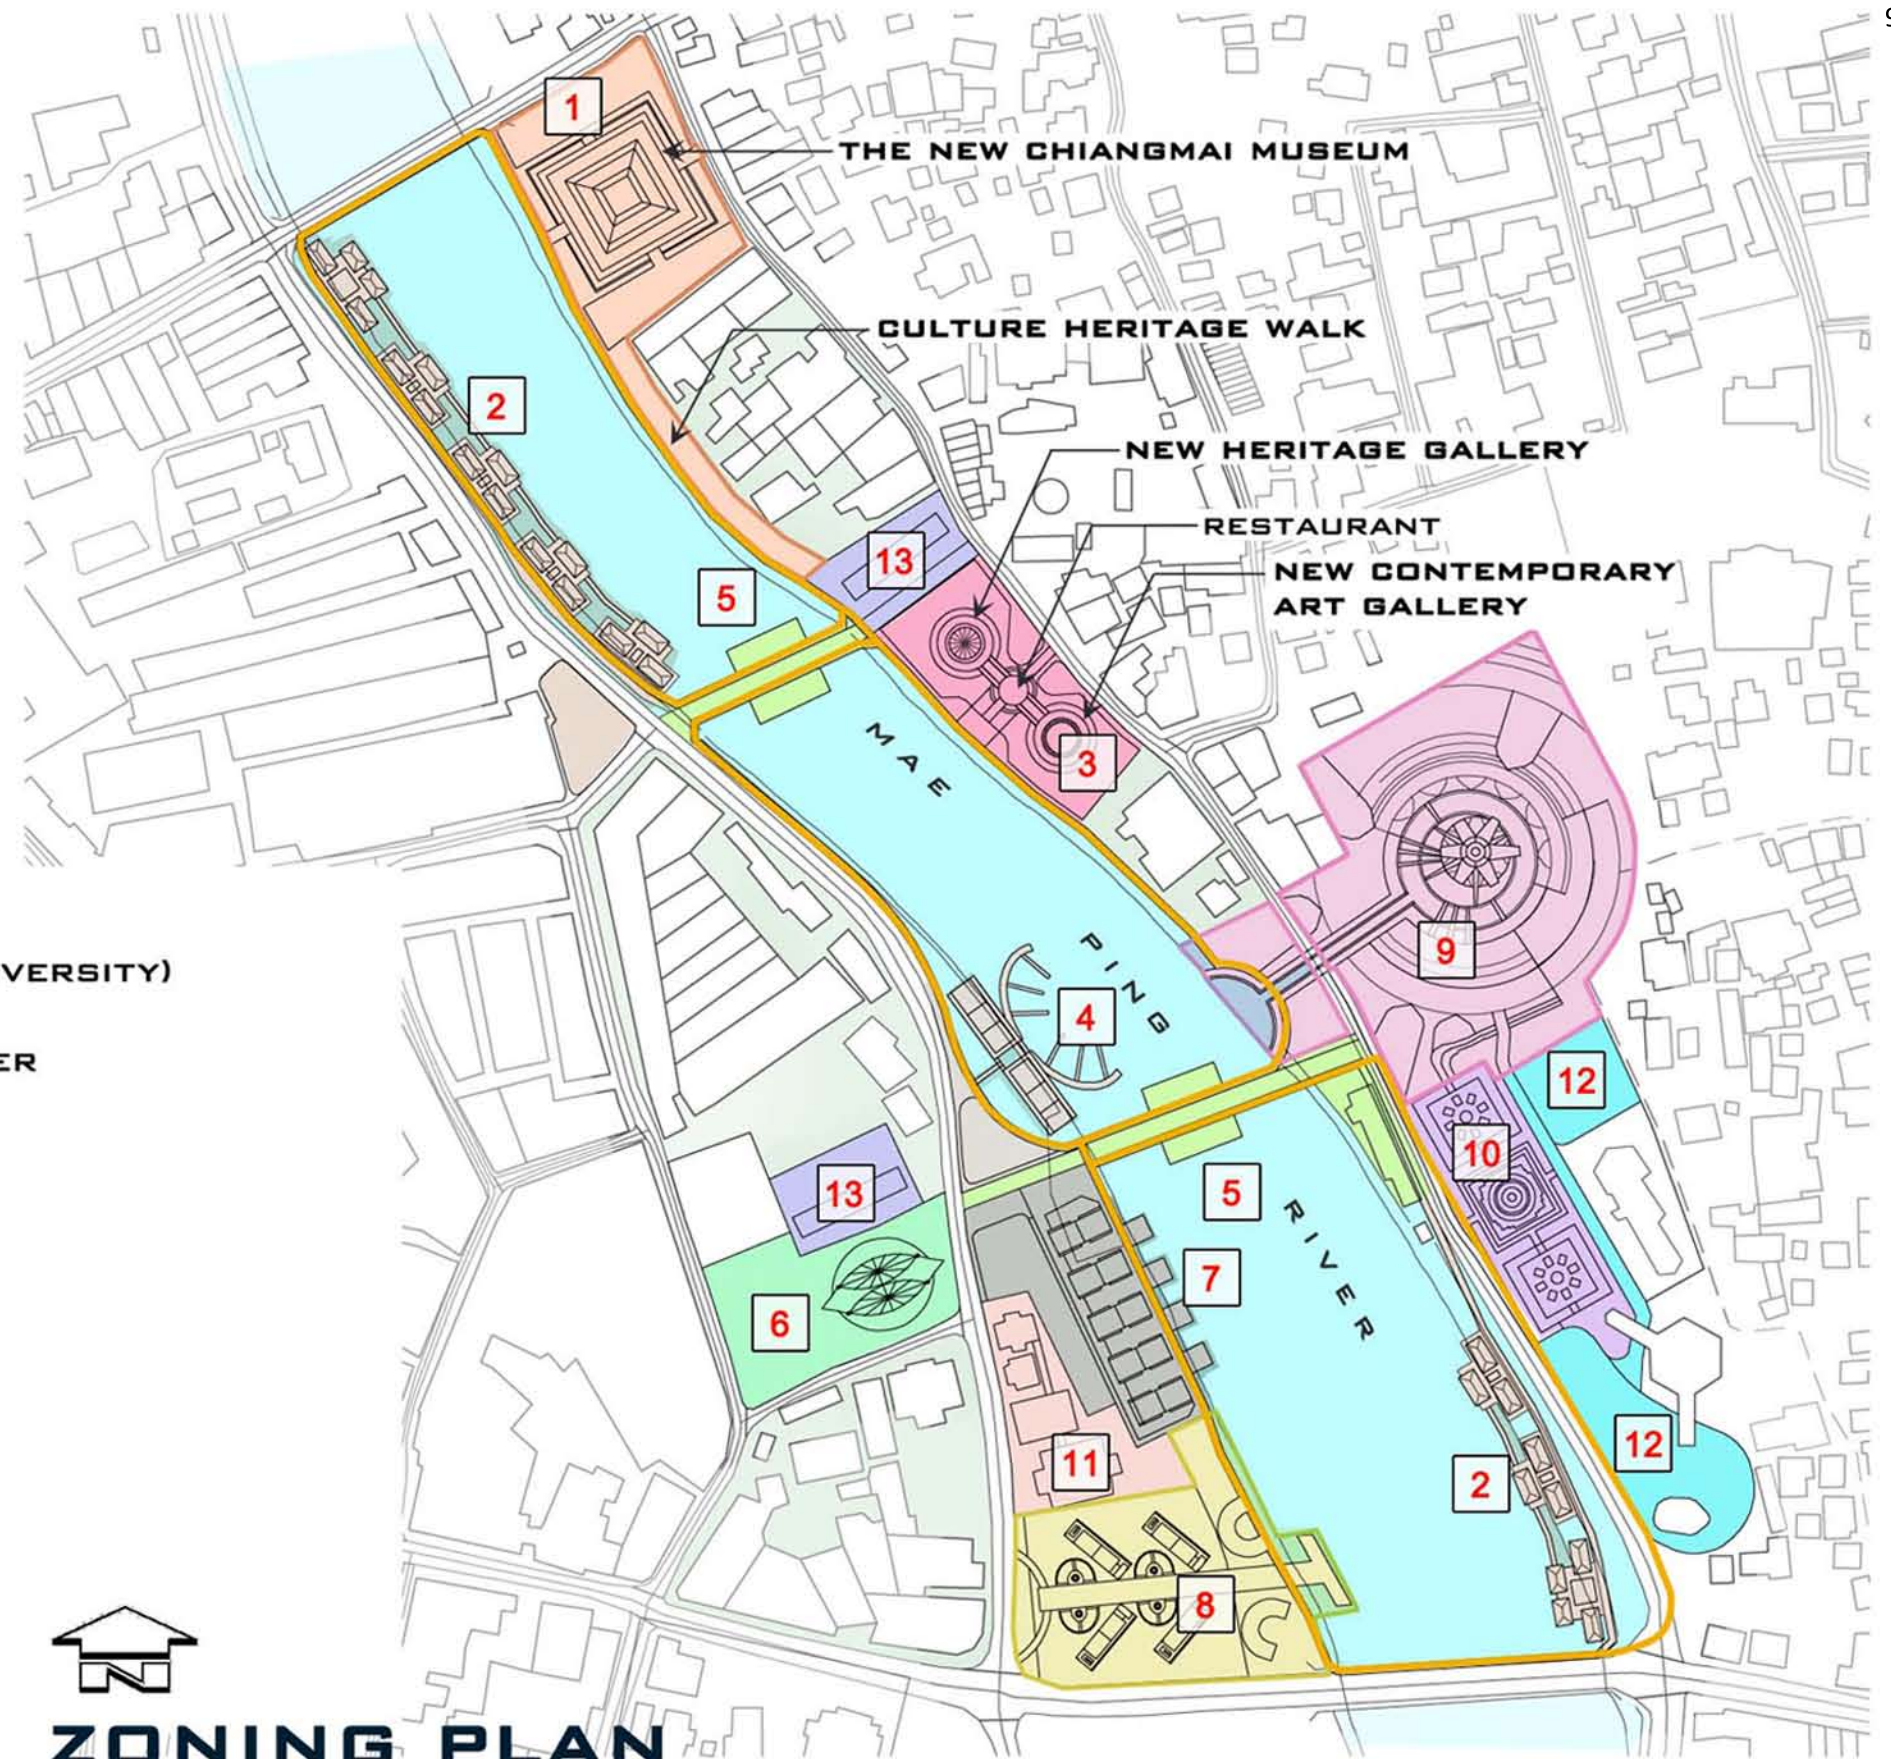 9
1
THE NEW CHIANGMAI MUSEUM
CULTURE HERITAGE WALK
2
NEW HERITAGE GALLERY
RESTAURANT
13
NEW CONTEMPORARY
ART GALLERY
5
MAE
3
9
VERSITY)
PING
4
ER
12
10
13
5
RIVER
7
6
11
12
2
8
N
ZONING PLAN